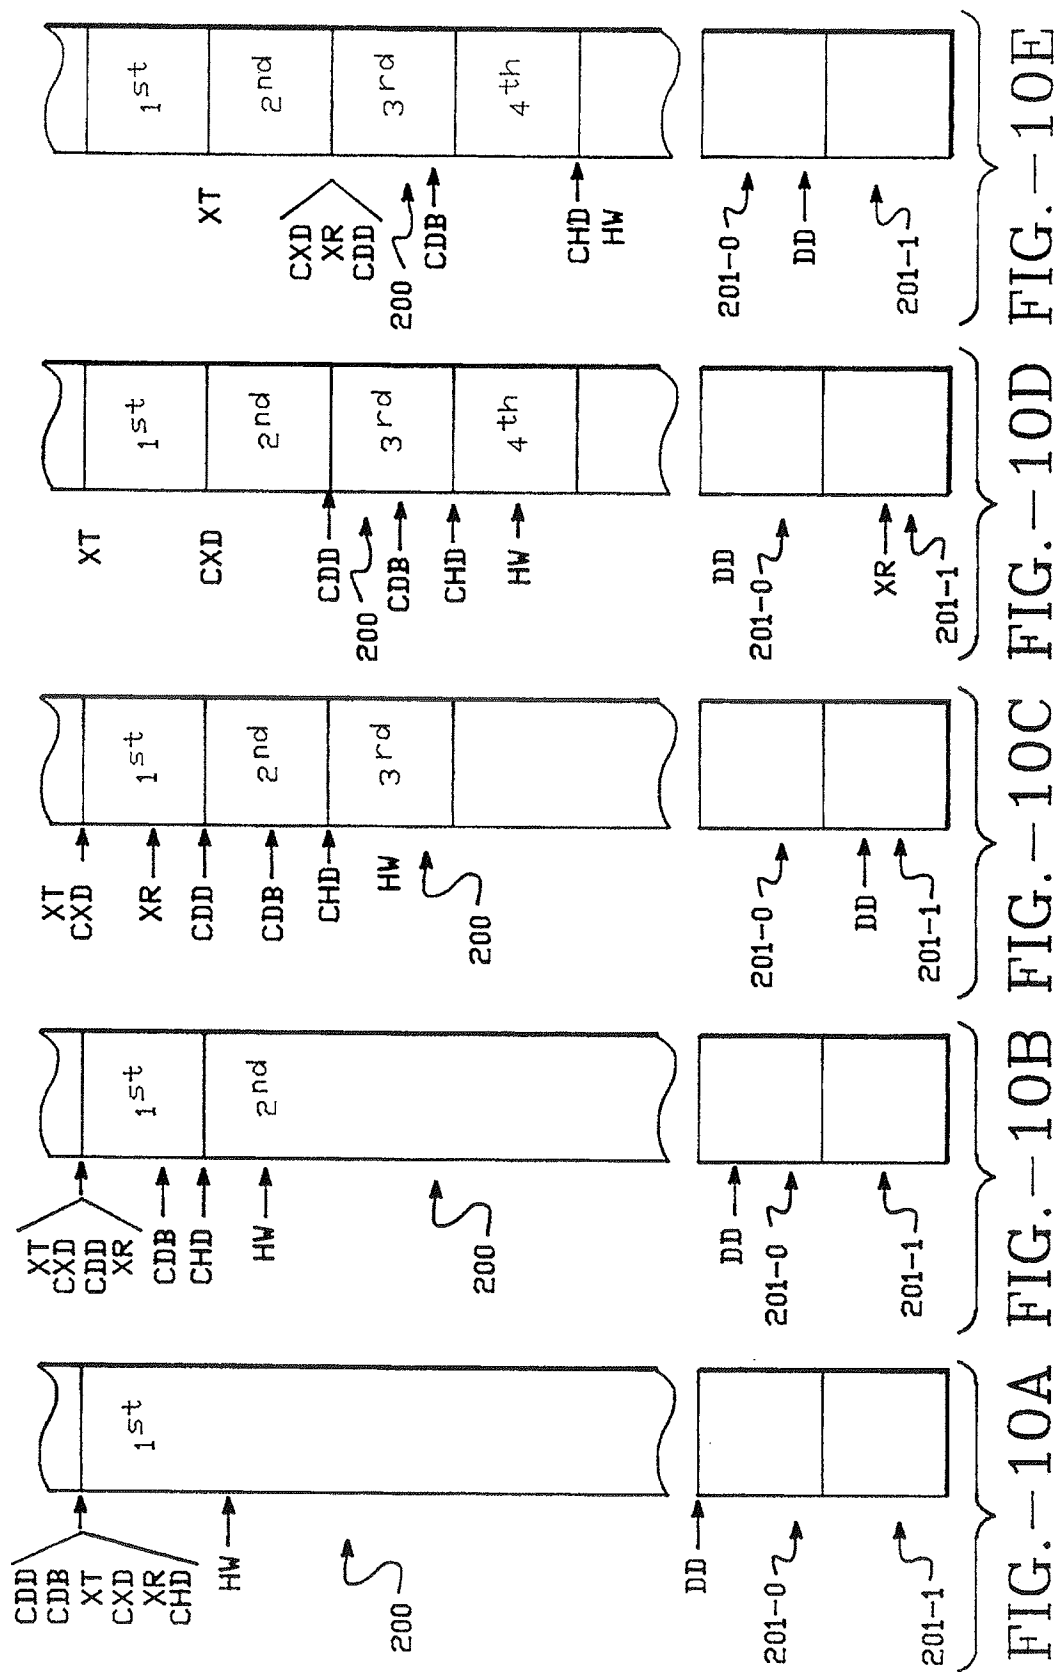 CDD
CDB
XT
CXD
XR
CHD
HW
1st
200
DD
201-0
201-1
FIG.—10A
XT
CXD
CDD
XR
CDB
CHD
HW
1st
2nd
200
DD
201-0
201-1
FIG.—10B
XT
CXD
XR
CDD
CDB
CHD
HW
1st
2nd
3rd
200
201-0
DD
201-1
FIG.—10C
XT
CXD
CDD
200
CDB
CHD
HW
1st
2nd
3rd
4th
DD
201-0
XR
201-1
FIG.—10D
XT
CXD
XR
CDD
200
CDB
CHD
HW
1st
2nd
3rd
4th
201-0
DD
201-1
FIG.—10E